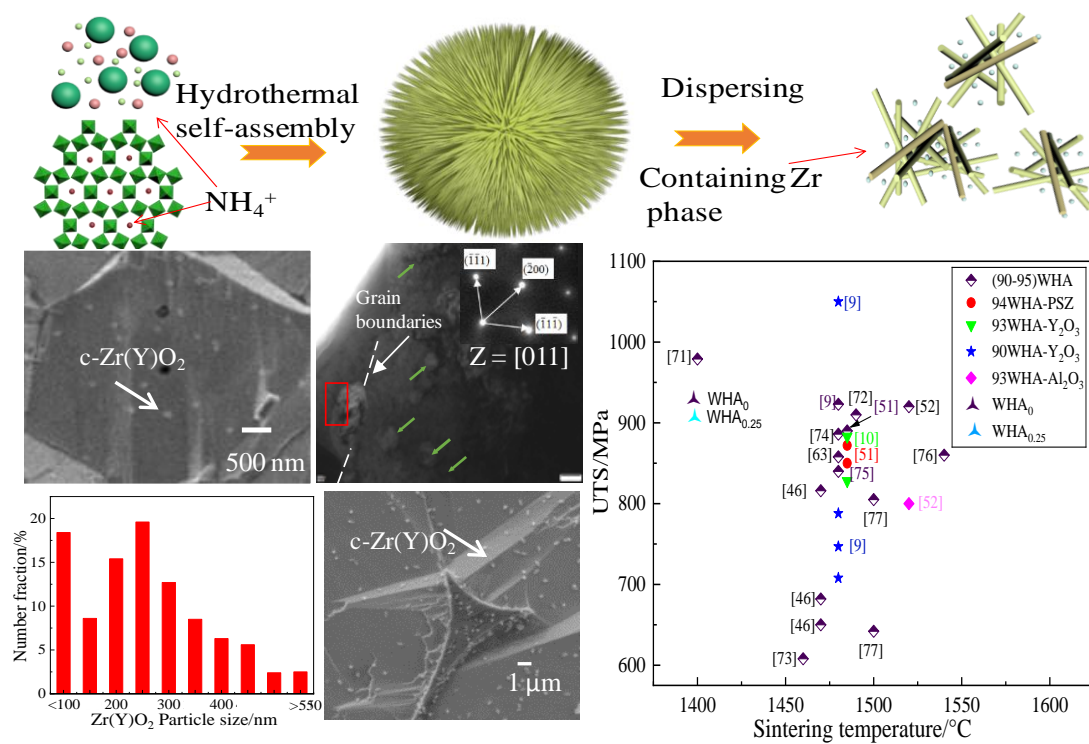 Hydrothermal
self-assembly
NH₄⁺
Dispersing
Containing Zr
phase
c-Zr(Y)O₂
500 nm
Grain
boundaries
(1̄1̄1)
(2̄00)
(1̄11̄)
Z = [011]
Number fraction/%
20
15
10
5
0
<100
200
300
400
>550
Zr(Y)O₂ Particle size/nm
c-Zr(Y)O₂
1 μm
UTS/MPa
1100
1000
900
800
700
600
1400
1450
1500
1550
1600
Sintering temperature/°C
(90-95)WHA
94WHA-PSZ
93WHA-Y₂O₃
90WHA-Y₂O₃
93WHA-Al₂O₃
WHA₀
WHA₀.₂₅
[9]
[71]
WHA₀
WHA₀.₂₅
[9]
[72]
[51]
[52]
[74]
[10]
[63]
[51]
[76]
[75]
[46]
[77]
[52]
[9]
[46]
[46]
[77]
[73]